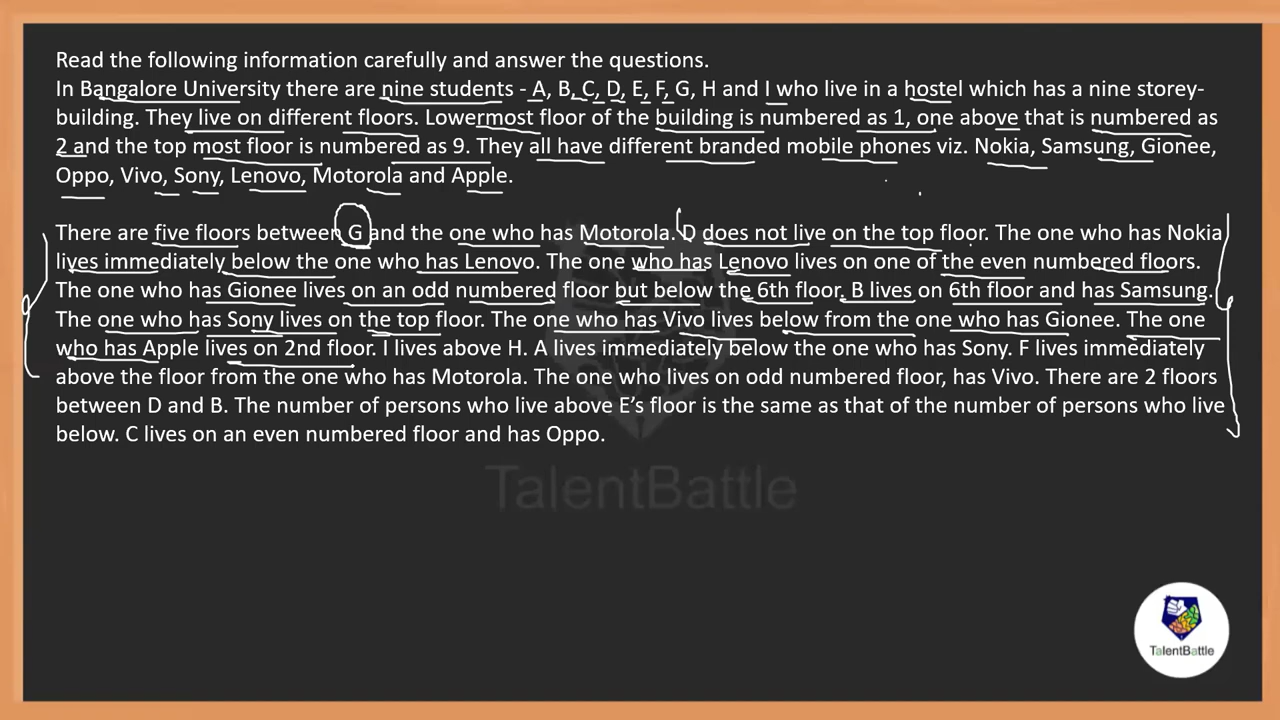 Read the following information carefully and answer the questions.
In Bangalore University there are nine students - A, B, C, D, E, F, G, H and I who live in a hostel which has a nine storey-
building. They live on different floors. Lowermost floor of the building is numbered as 1, one above that is numbered as
2 and the top most floor is numbered as 9. They all have different branded mobile phones viz. Nokia, Samsung, Gionee,
Oppo, Vivo, Sony, Lenovo, Motorola and Apple.
There are five floors between G and the one who has Motorola. D does not live on the top floor. The one who has Nokia
lives immediately below the one who has Lenovo. The one who has Lenovo lives on one of the even numbered floors.
The one who has Gionee lives on an odd numbered floor but below the 6th floor. B lives on 6th floor and has Samsung.
The one who has Sony lives on the top floor. The one who has Vivo lives below from the one who has Gionee. The one
who has Apple lives on 2nd floor. I lives above H. A lives immediately below the one who has Sony. F lives immediately
above the floor from the one who has Motorola. The one who lives on odd numbered floor, has Vivo. There are 2 floors
between D and B. The number of persons who live above E's floor is the same as that of the number of persons who live
below. C lives on an even numbered floor and has Oppo.
TalentBattle
TalentBattle